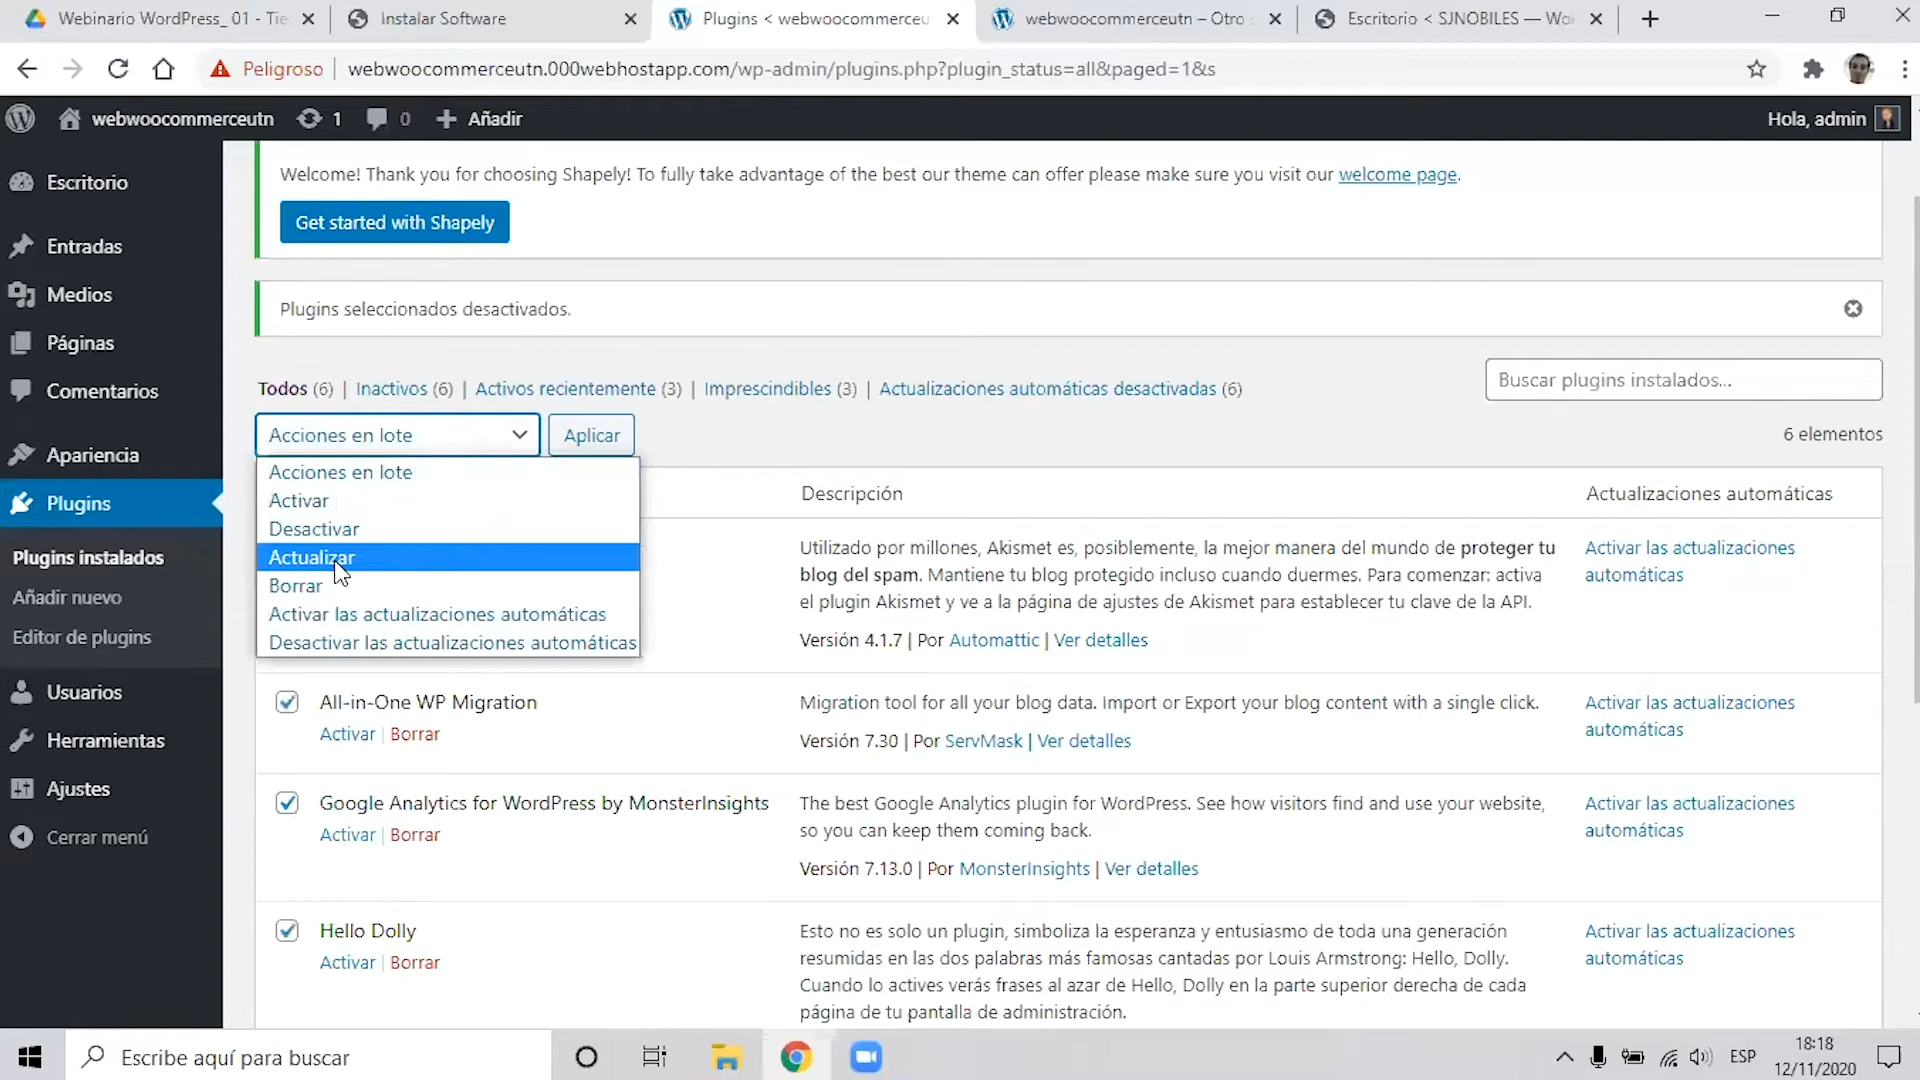 Webinario WordPress_ 01 - Tie
Instalar Software
Plugins < webwoocommerceu
webwoocommerceutn – Otro
Escritorio < SJNOBILES — Wo
Peligroso
webwoocommerceutn.000webhostapp.com/wp-admin/plugins.php?plugin_status=all&paged=1&s
webwoocommerceutn
1
0
Añadir
Hola, admin
Escritorio
Entradas
Medios
Páginas
Comentarios
Apariencia
Plugins
Plugins instalados
Añadir nuevo
Editor de plugins
Usuarios
Herramientas
Ajustes
Cerrar menú
Welcome! Thank you for choosing Shapely! To fully take advantage of the best our theme can offer please make sure you visit our welcome page.
Get started with Shapely
Plugins seleccionados desactivados.
Todos (6) | Inactivos (6) | Activos recientemente (3) | Imprescindibles (3) | Actualizaciones automáticas desactivadas (6)
Buscar plugins instalados...
Acciones en lote
Aplicar
6 elementos
Acciones en lote
Activar
Desactivar
Actualizar
Borrar
Activar las actualizaciones automáticas
Desactivar las actualizaciones automáticas
Descripción
Actualizaciones automáticas
Utilizado por millones, Akismet es, posiblemente, la mejor manera del mundo de proteger tu
blog del spam. Mantiene tu blog protegido incluso cuando duermes. Para comenzar: activa
el plugin Akismet y ve a la página de ajustes de Akismet para establecer tu clave de la API.
Versión 4.1.7 | Por Automattic | Ver detalles
Activar las actualizaciones
automáticas
All-in-One WP Migration
Activar | Borrar
Migration tool for all your blog data. Import or Export your blog content with a single click.
Versión 7.30 | Por ServMask | Ver detalles
Activar las actualizaciones
automáticas
Google Analytics for WordPress by MonsterInsights
Activar | Borrar
The best Google Analytics plugin for WordPress. See how visitors find and use your website,
so you can keep them coming back.
Versión 7.13.0 | Por MonsterInsights | Ver detalles
Activar las actualizaciones
automáticas
Hello Dolly
Activar | Borrar
Esto no es solo un plugin, simboliza la esperanza y entusiasmo de toda una generación
resumidas en las dos palabras más famosas cantadas por Louis Armstrong: Hello, Dolly.
Cuando lo actives verás frases al azar de Hello, Dolly en la parte superior derecha de cada
página de tu pantalla de administración.
Activar las actualizaciones
automáticas
Escribe aquí para buscar
ESP
18:18
12/11/2020